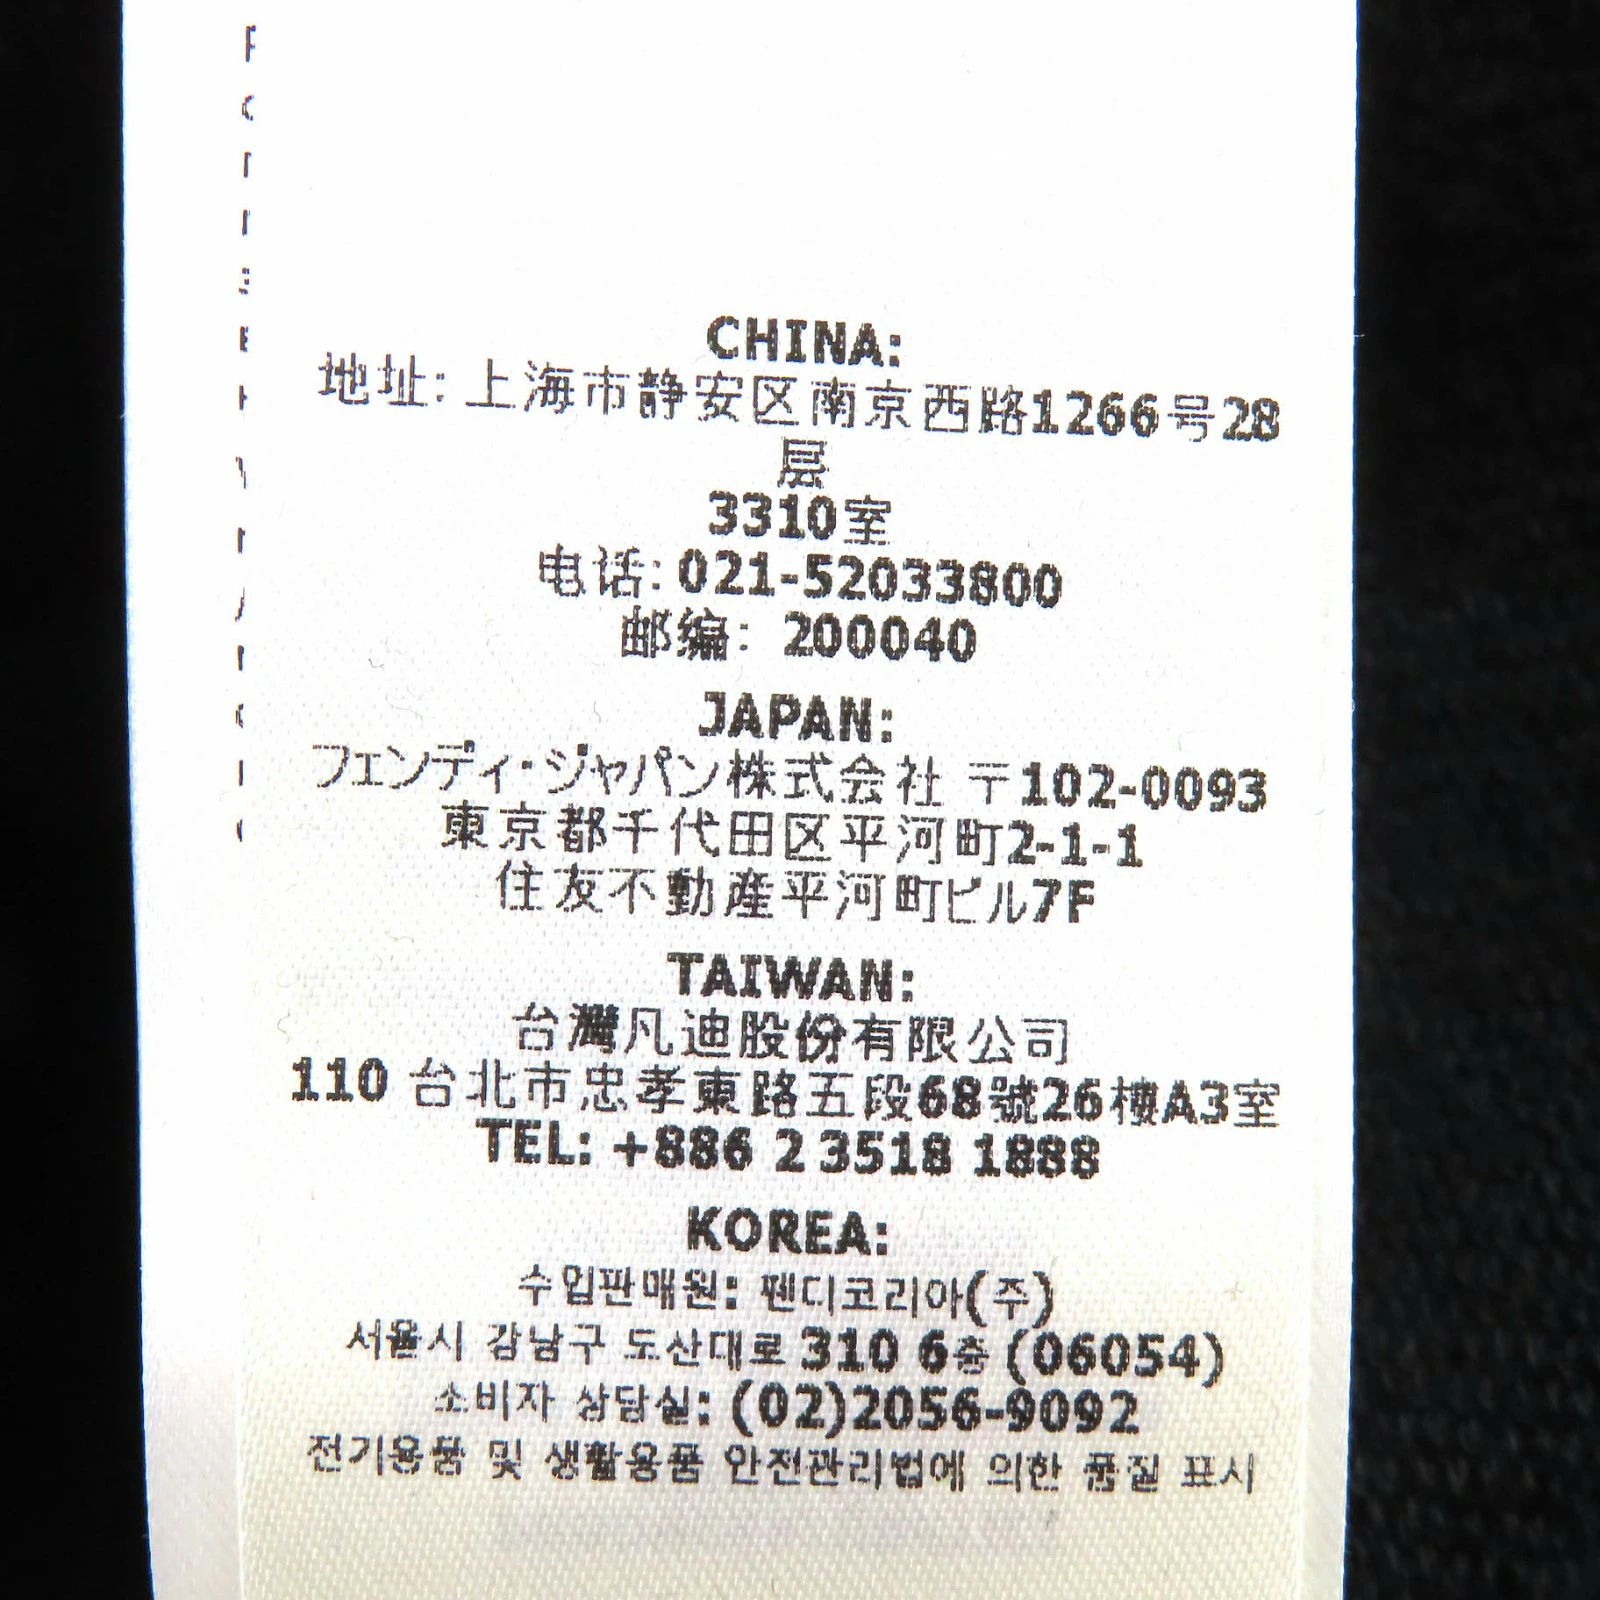 CHINA:
地址: 上海市静安区南京西路1266号28
层
3310室
电话: 021-52033800
邮编: 200040
JAPAN:
フェンディ・ジャパン株式会社 〒102-0093
東京都千代田区平河町2-1-1
住友不動産平河町ビル7F
TAIWAN:
台灣凡迪股份有限公司
110 台北市忠孝東路五段68號26樓A3室
TEL: +886 2 3518 1888
KOREA:
수입판매원: 펜디코리아(주)
서울시 강남구 도산대로 310 6층 (06054)
소비자 상담실: (02)2056-9092
전기용품 및 생활용품 안전관리법에 의한 품질 표시